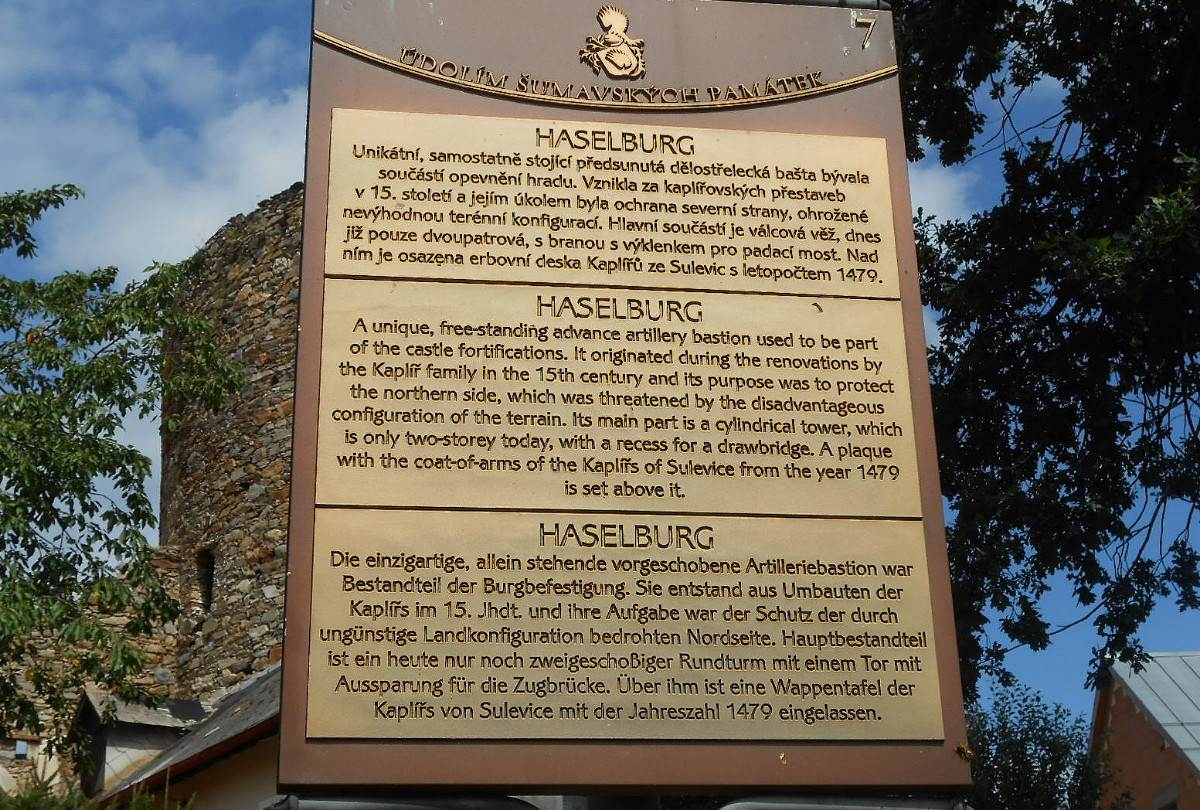 7
ÚDOLÍM ŠUMAVSKÝCH PAMÁTEK
HASELBURG
Unikátní, samostatně stojící předsunutá dělostřelecká bašta bývala
součástí opevnění hradu. Vznikla za kaplířovských přestaveb
v 15. století a jejím úkolem byla ochrana severní strany, ohrožené
nevýhodnou terénní konfigurací. Hlavní součástí je válcová věž, dnes
již pouze dvoupatrová, s branou s výklenkem pro padací most. Nad
ním je osazena erbovní deska Kaplířů ze Sulevic s letopočtem 1479.
HASELBURG
A unique, free-standing advance artillery bastion used to be part
of the castle fortifications. It originated during the renovations by
the Kaplíř family in the 15th century and its purpose was to protect
the northern side, which was threatened by the disadvantageous
configuration of the terrain. Its main part is a cylindrical tower, which
is only two-storey today, with a recess for a drawbridge. A plaque
with the coat-of-arms of the Kaplířs of Sulevice from the year 1479
is set above it.
HASELBURG
Die einzigartige, allein stehende vorgeschobene Artilleriebastion war
Bestandteil der Burgbefestigung. Sie entstand aus Umbauten der
Kaplířs im 15. Jhdt. und ihre Aufgabe war der Schutz der durch
ungünstige Landkonfiguration bedrohten Nordseite. Hauptbestandteil
ist ein heute nur noch zweigeschoßiger Rundturm mit einem Tor mit
Aussparung für die Zugbrücke. Über ihm ist eine Wappentafel der
Kaplířs von Sulevice mit der Jahreszahl 1479 eingelassen.